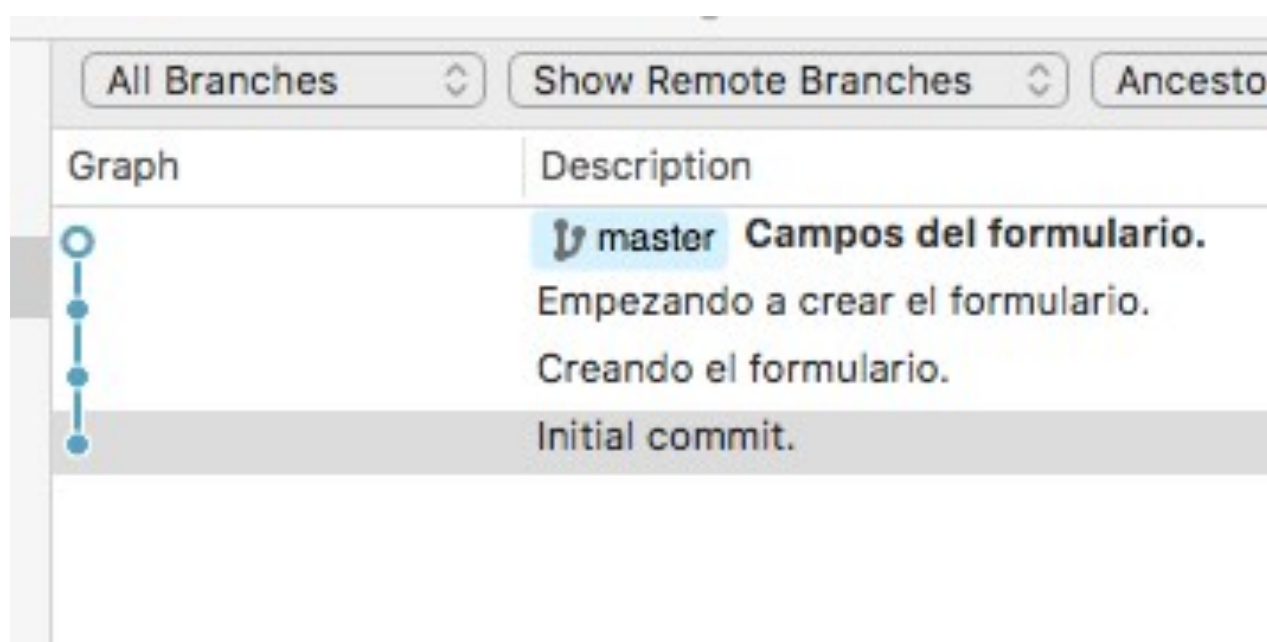 All Branches Show Remote Branches Ancesto
Graph Description
master Campos del formulario.
Empezando a crear el formulario.
Creando el formulario.
Initial commit.